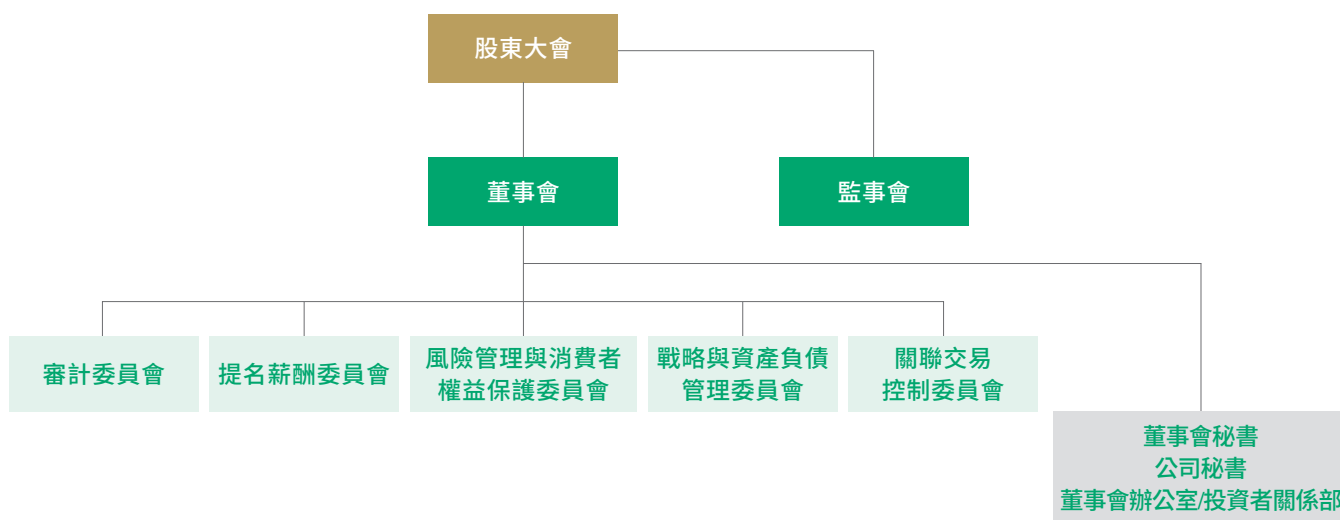 股東大會
董事會
監事會
審計委員會
提名薪酬委員會
風險管理與消費者
權益保護委員會
戰略與資產負債
管理委員會
關聯交易
控制委員會
董事會秘書
公司秘書
董事會辦公室/投資者關係部